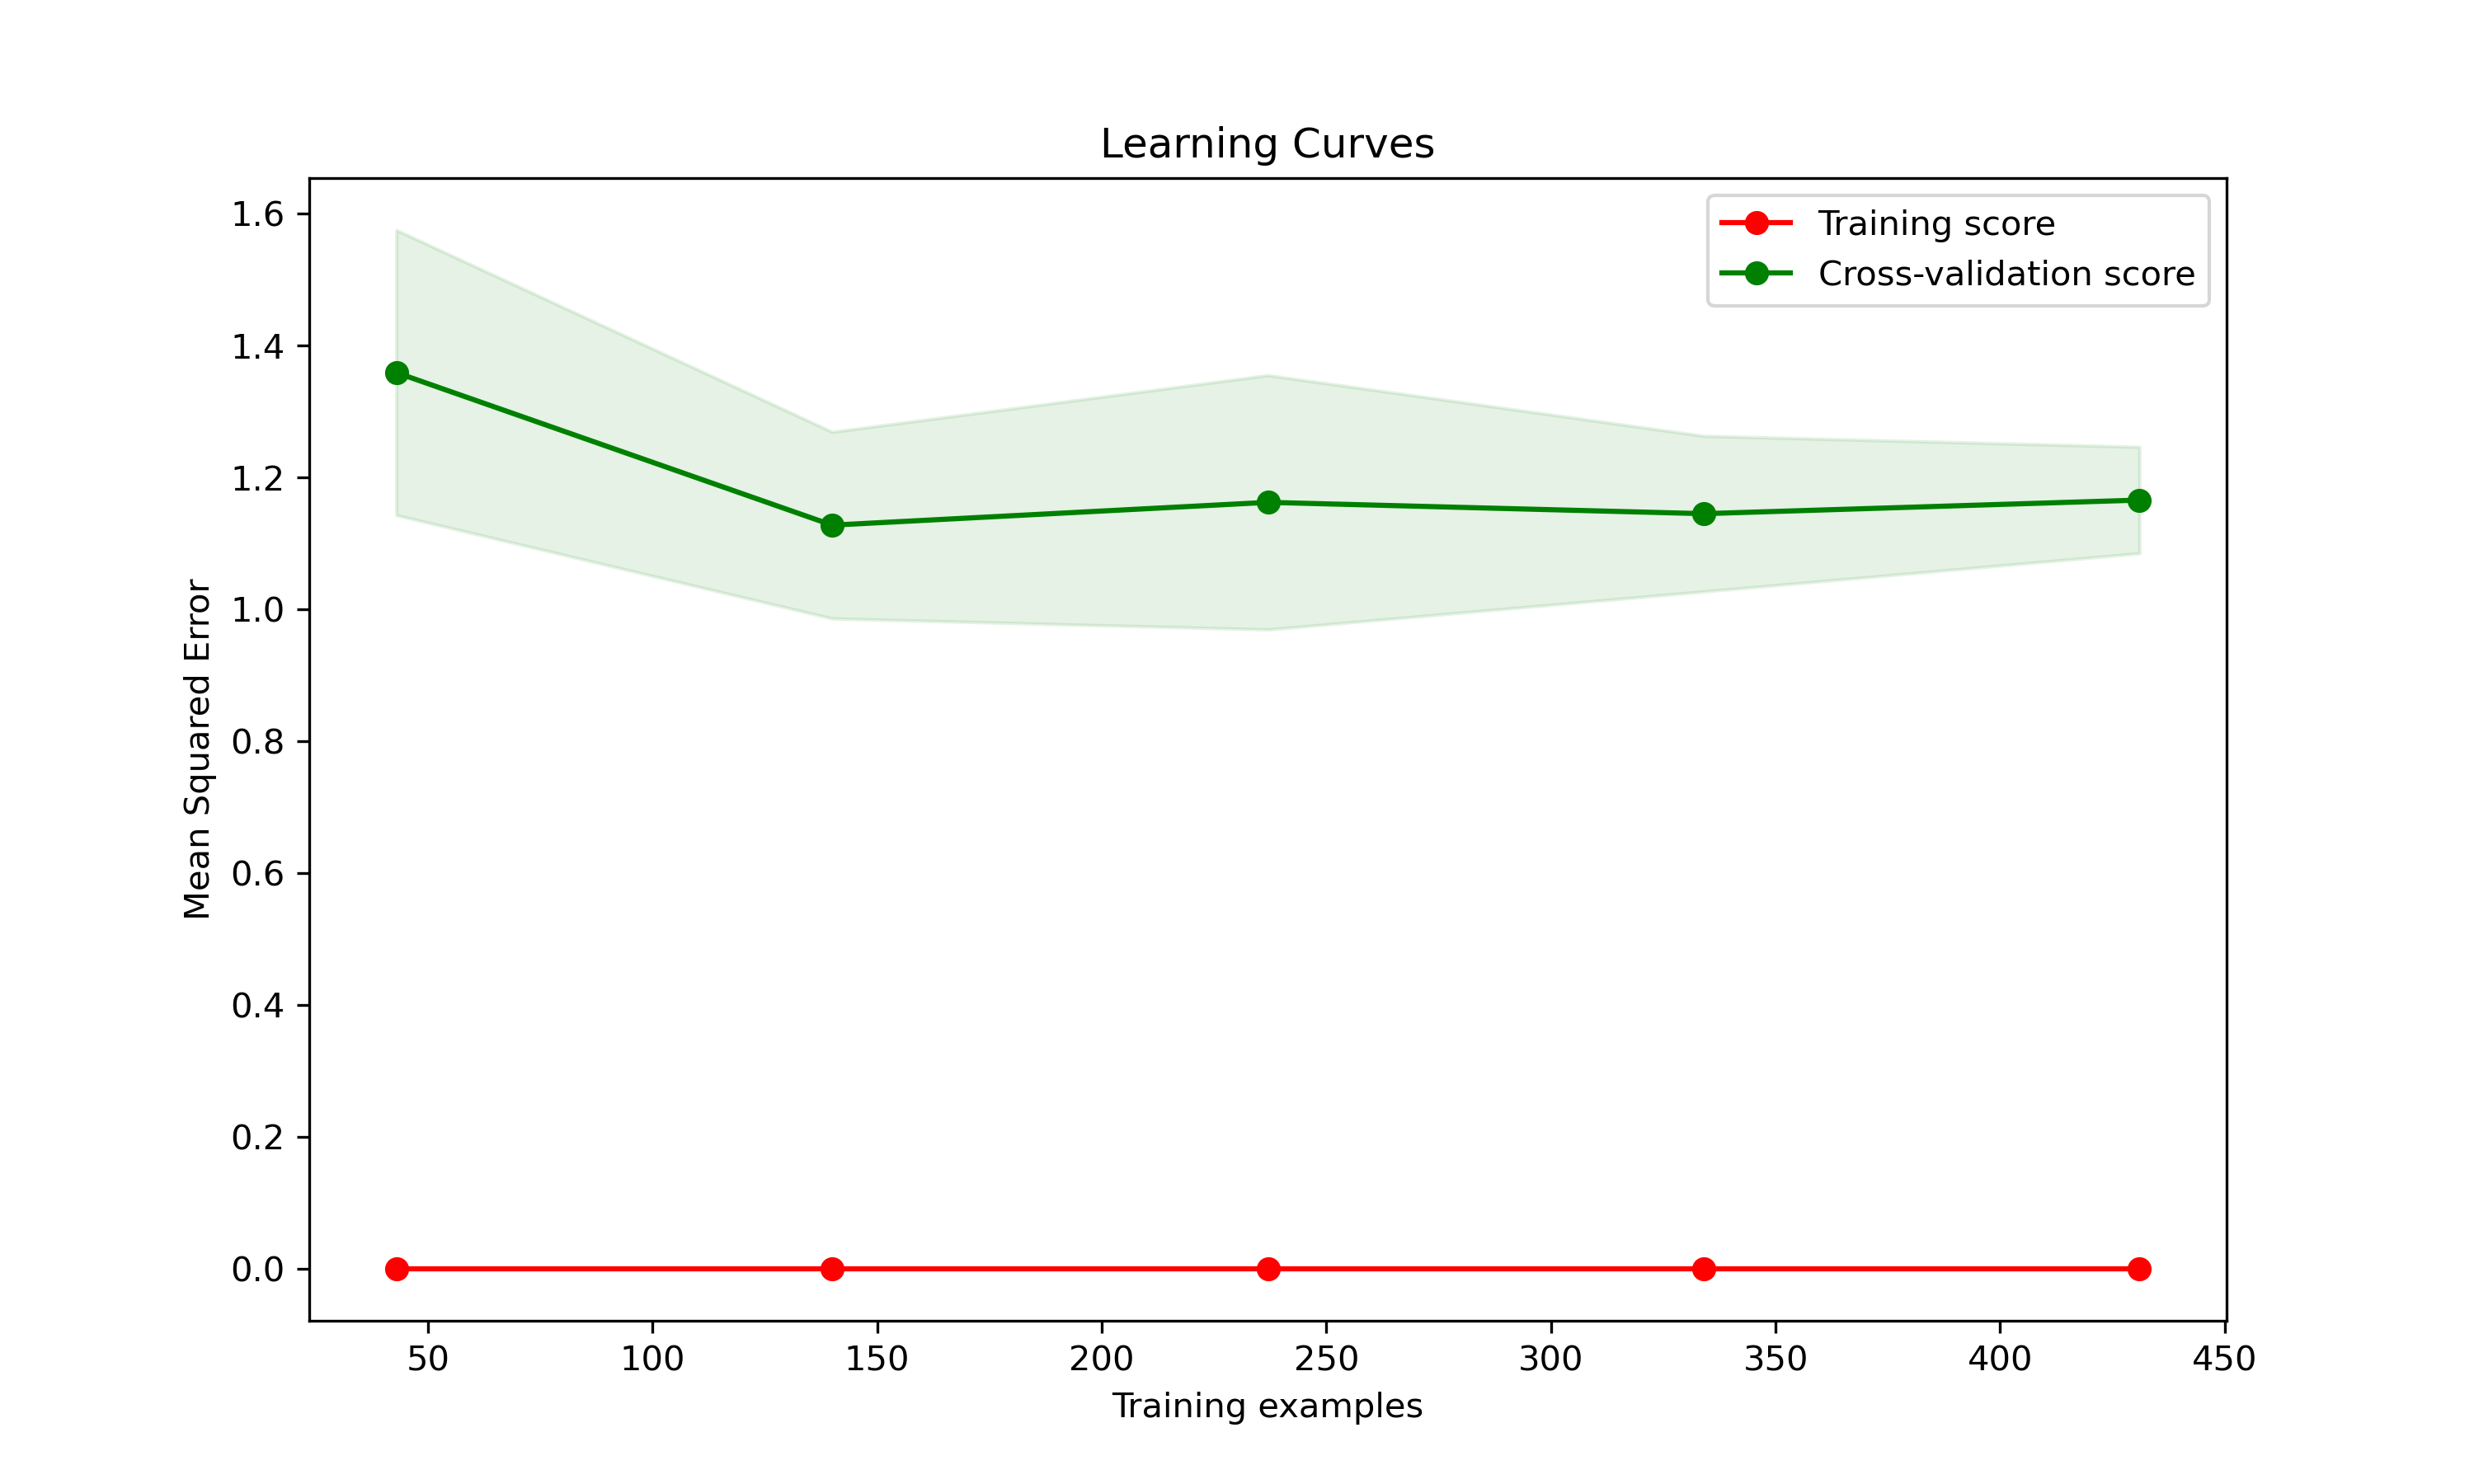 Learning Curves
Training score
Cross-validation score
Mean Squared Error
1.6
1.4
1.2
1.0
0.8
0.6
0.4
0.2
0.0
50 100 150 200 250 300 350 400 450
Training examples